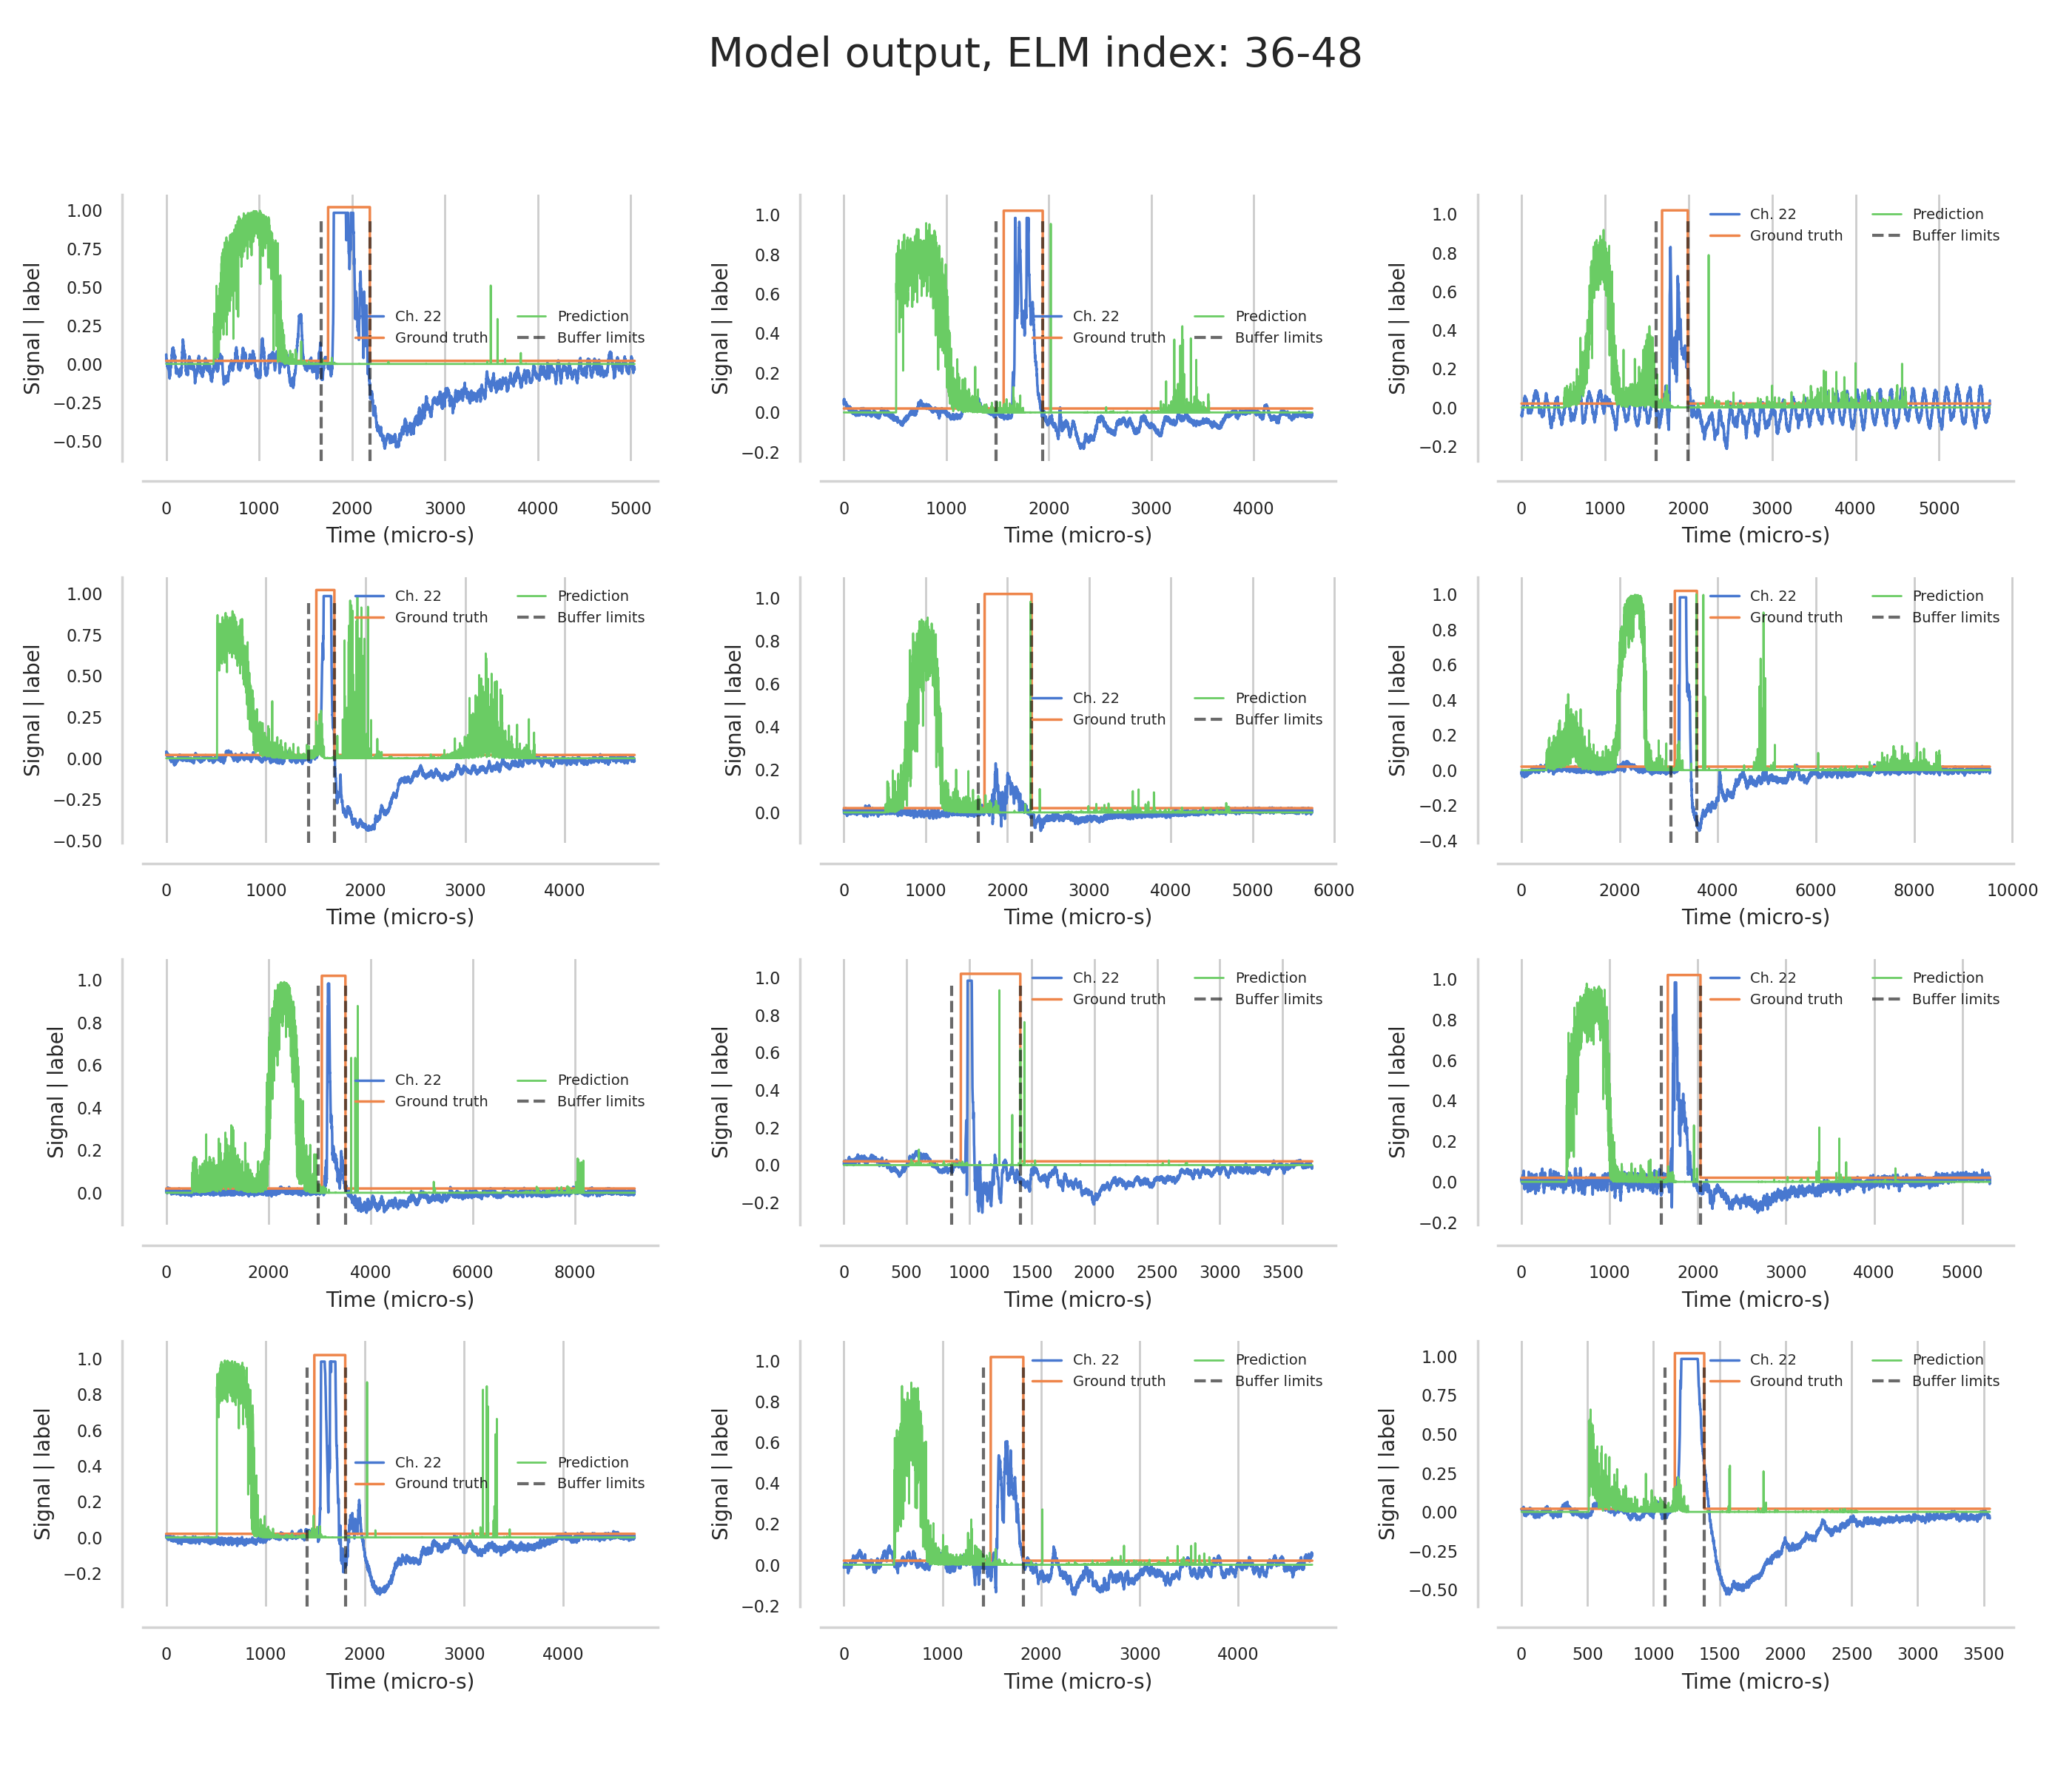 Model output, ELM index: 36-48
Signal | label
1.00
0.75
0.50
0.25
0.00
−0.25
−0.50
Ch. 22
Ground truth
Prediction
Buffer limits
0 1000 2000 3000 4000 5000
Time (micro-s)
Signal | label
1.0
0.8
0.6
0.4
0.2
0.0
−0.2
Ch. 22
Ground truth
Prediction
Buffer limits
0 1000 2000 3000 4000
Time (micro-s)
Signal | label
1.0
0.8
0.6
0.4
0.2
0.0
−0.2
Ch. 22
Ground truth
Prediction
Buffer limits
0 1000 2000 3000 4000 5000
Time (micro-s)
Signal | label
1.00
0.75
0.50
0.25
0.00
−0.25
−0.50
Ch. 22
Ground truth
Prediction
Buffer limits
0 1000 2000 3000 4000
Time (micro-s)
Signal | label
1.0
0.8
0.6
0.4
0.2
0.0
Ch. 22
Ground truth
Prediction
Buffer limits
0 1000 2000 3000 4000 5000 6000
Time (micro-s)
Signal | label
1.0
0.8
0.6
0.4
0.2
0.0
−0.2
−0.4
Ch. 22
Ground truth
Prediction
Buffer limits
0 2000 4000 6000 8000 10000
Time (micro-s)
Signal | label
1.0
0.8
0.6
0.4
0.2
0.0
Ch. 22
Ground truth
Prediction
Buffer limits
0 2000 4000 6000 8000
Time (micro-s)
Signal | label
1.0
0.8
0.6
0.4
0.2
0.0
−0.2
Ch. 22
Ground truth
Prediction
Buffer limits
0 500 1000 1500 2000 2500 3000 3500
Time (micro-s)
Signal | label
1.0
0.8
0.6
0.4
0.2
0.0
−0.2
Ch. 22
Ground truth
Prediction
Buffer limits
0 1000 2000 3000 4000 5000
Time (micro-s)
Signal | label
1.0
0.8
0.6
0.4
0.2
0.0
−0.2
Ch. 22
Ground truth
Prediction
Buffer limits
0 1000 2000 3000 4000
Time (micro-s)
Signal | label
1.0
0.8
0.6
0.4
0.2
0.0
−0.2
Ch. 22
Ground truth
Prediction
Buffer limits
0 1000 2000 3000 4000
Time (micro-s)
Signal | label
1.00
0.75
0.50
0.25
0.00
−0.25
−0.50
Ch. 22
Ground truth
Prediction
Buffer limits
0 500 1000 1500 2000 2500 3000 3500
Time (micro-s)